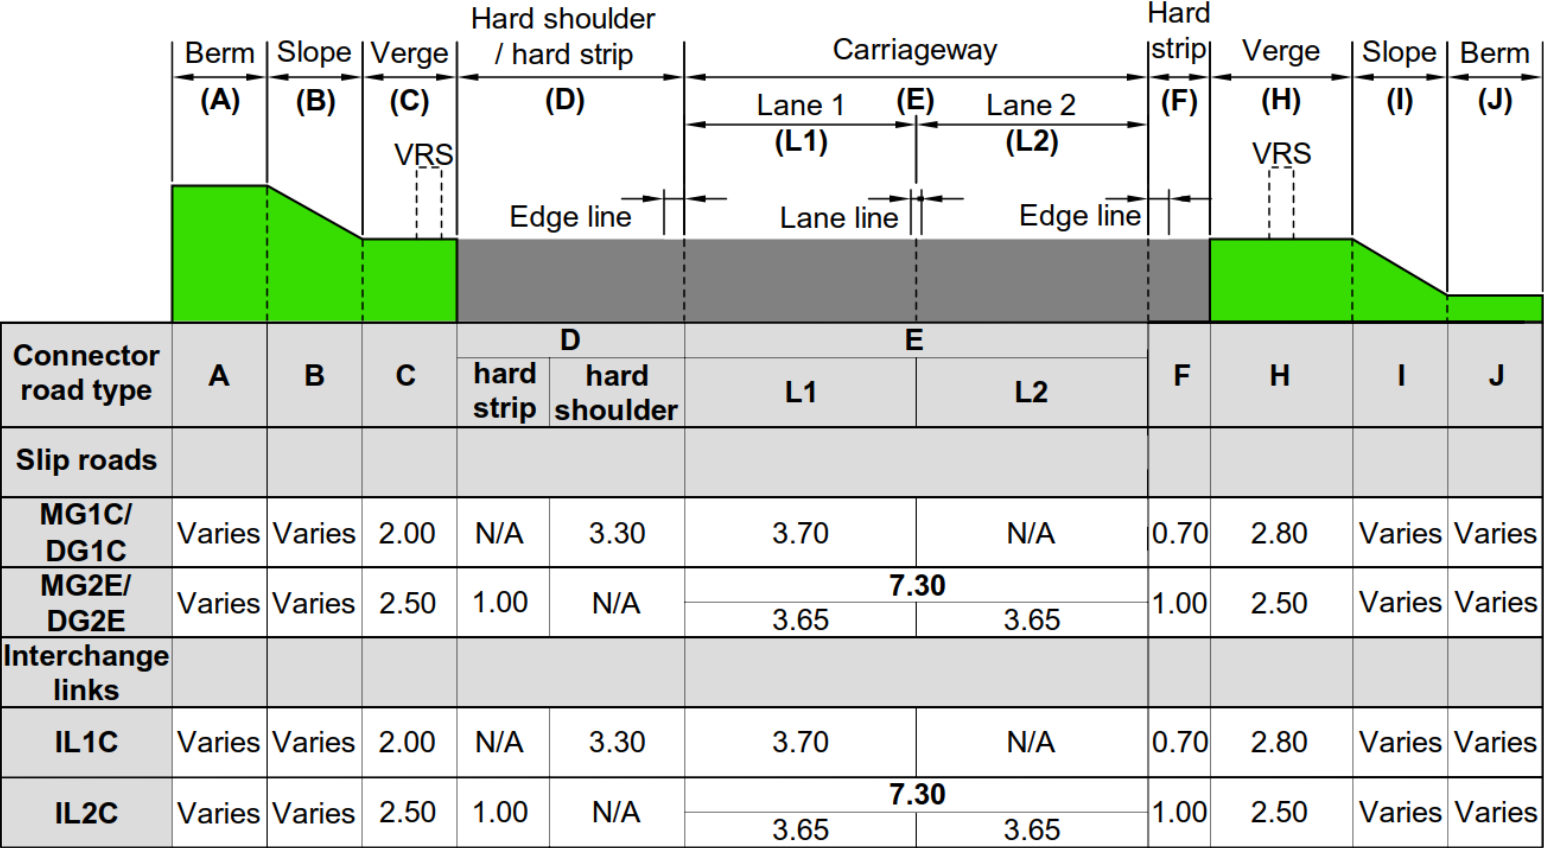 Hard shoulder
/ hard strip
Hard
strip
Berm Slope Verge Carriageway Verge Slope Berm
(A) (B) (C) (D) (E) (F) (H) (I) (J)
Lane 1 Lane 2
(L1) (L2)
VRS VRS
Edge line Lane line Edge line
Connector
road type
A B C D E F H I J
hard
strip
hard
shoulder
L1 L2
Slip roads
MG1C/
DG1C
Varies Varies 2.00 N/A 3.30 3.70 N/A 0.70 2.80 Varies Varies
MG2E/
DG2E
Varies Varies 2.50 1.00 N/A 7.30 1.00 2.50 Varies Varies
3.65 3.65
Interchange
links
IL1C Varies Varies 2.00 N/A 3.30 3.70 N/A 0.70 2.80 Varies Varies
IL2C Varies Varies 2.50 1.00 N/A 7.30 1.00 2.50 Varies Varies
3.65 3.65